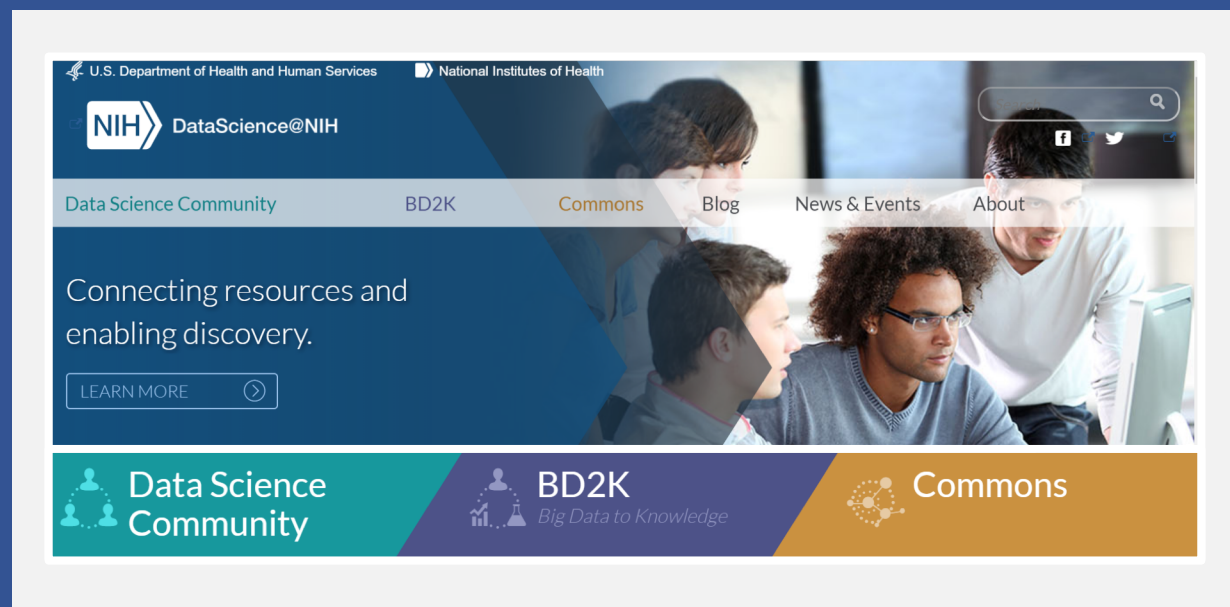 U.S. Department of Health and Human Services National Institutes of Health
NIH DataScience@NIH
Data Science Community BD2K Commons Blog News & Events About
Connecting resources and
enabling discovery.
LEARN MORE
Data Science
Community
BD2K
Big Data to Knowledge
Commons